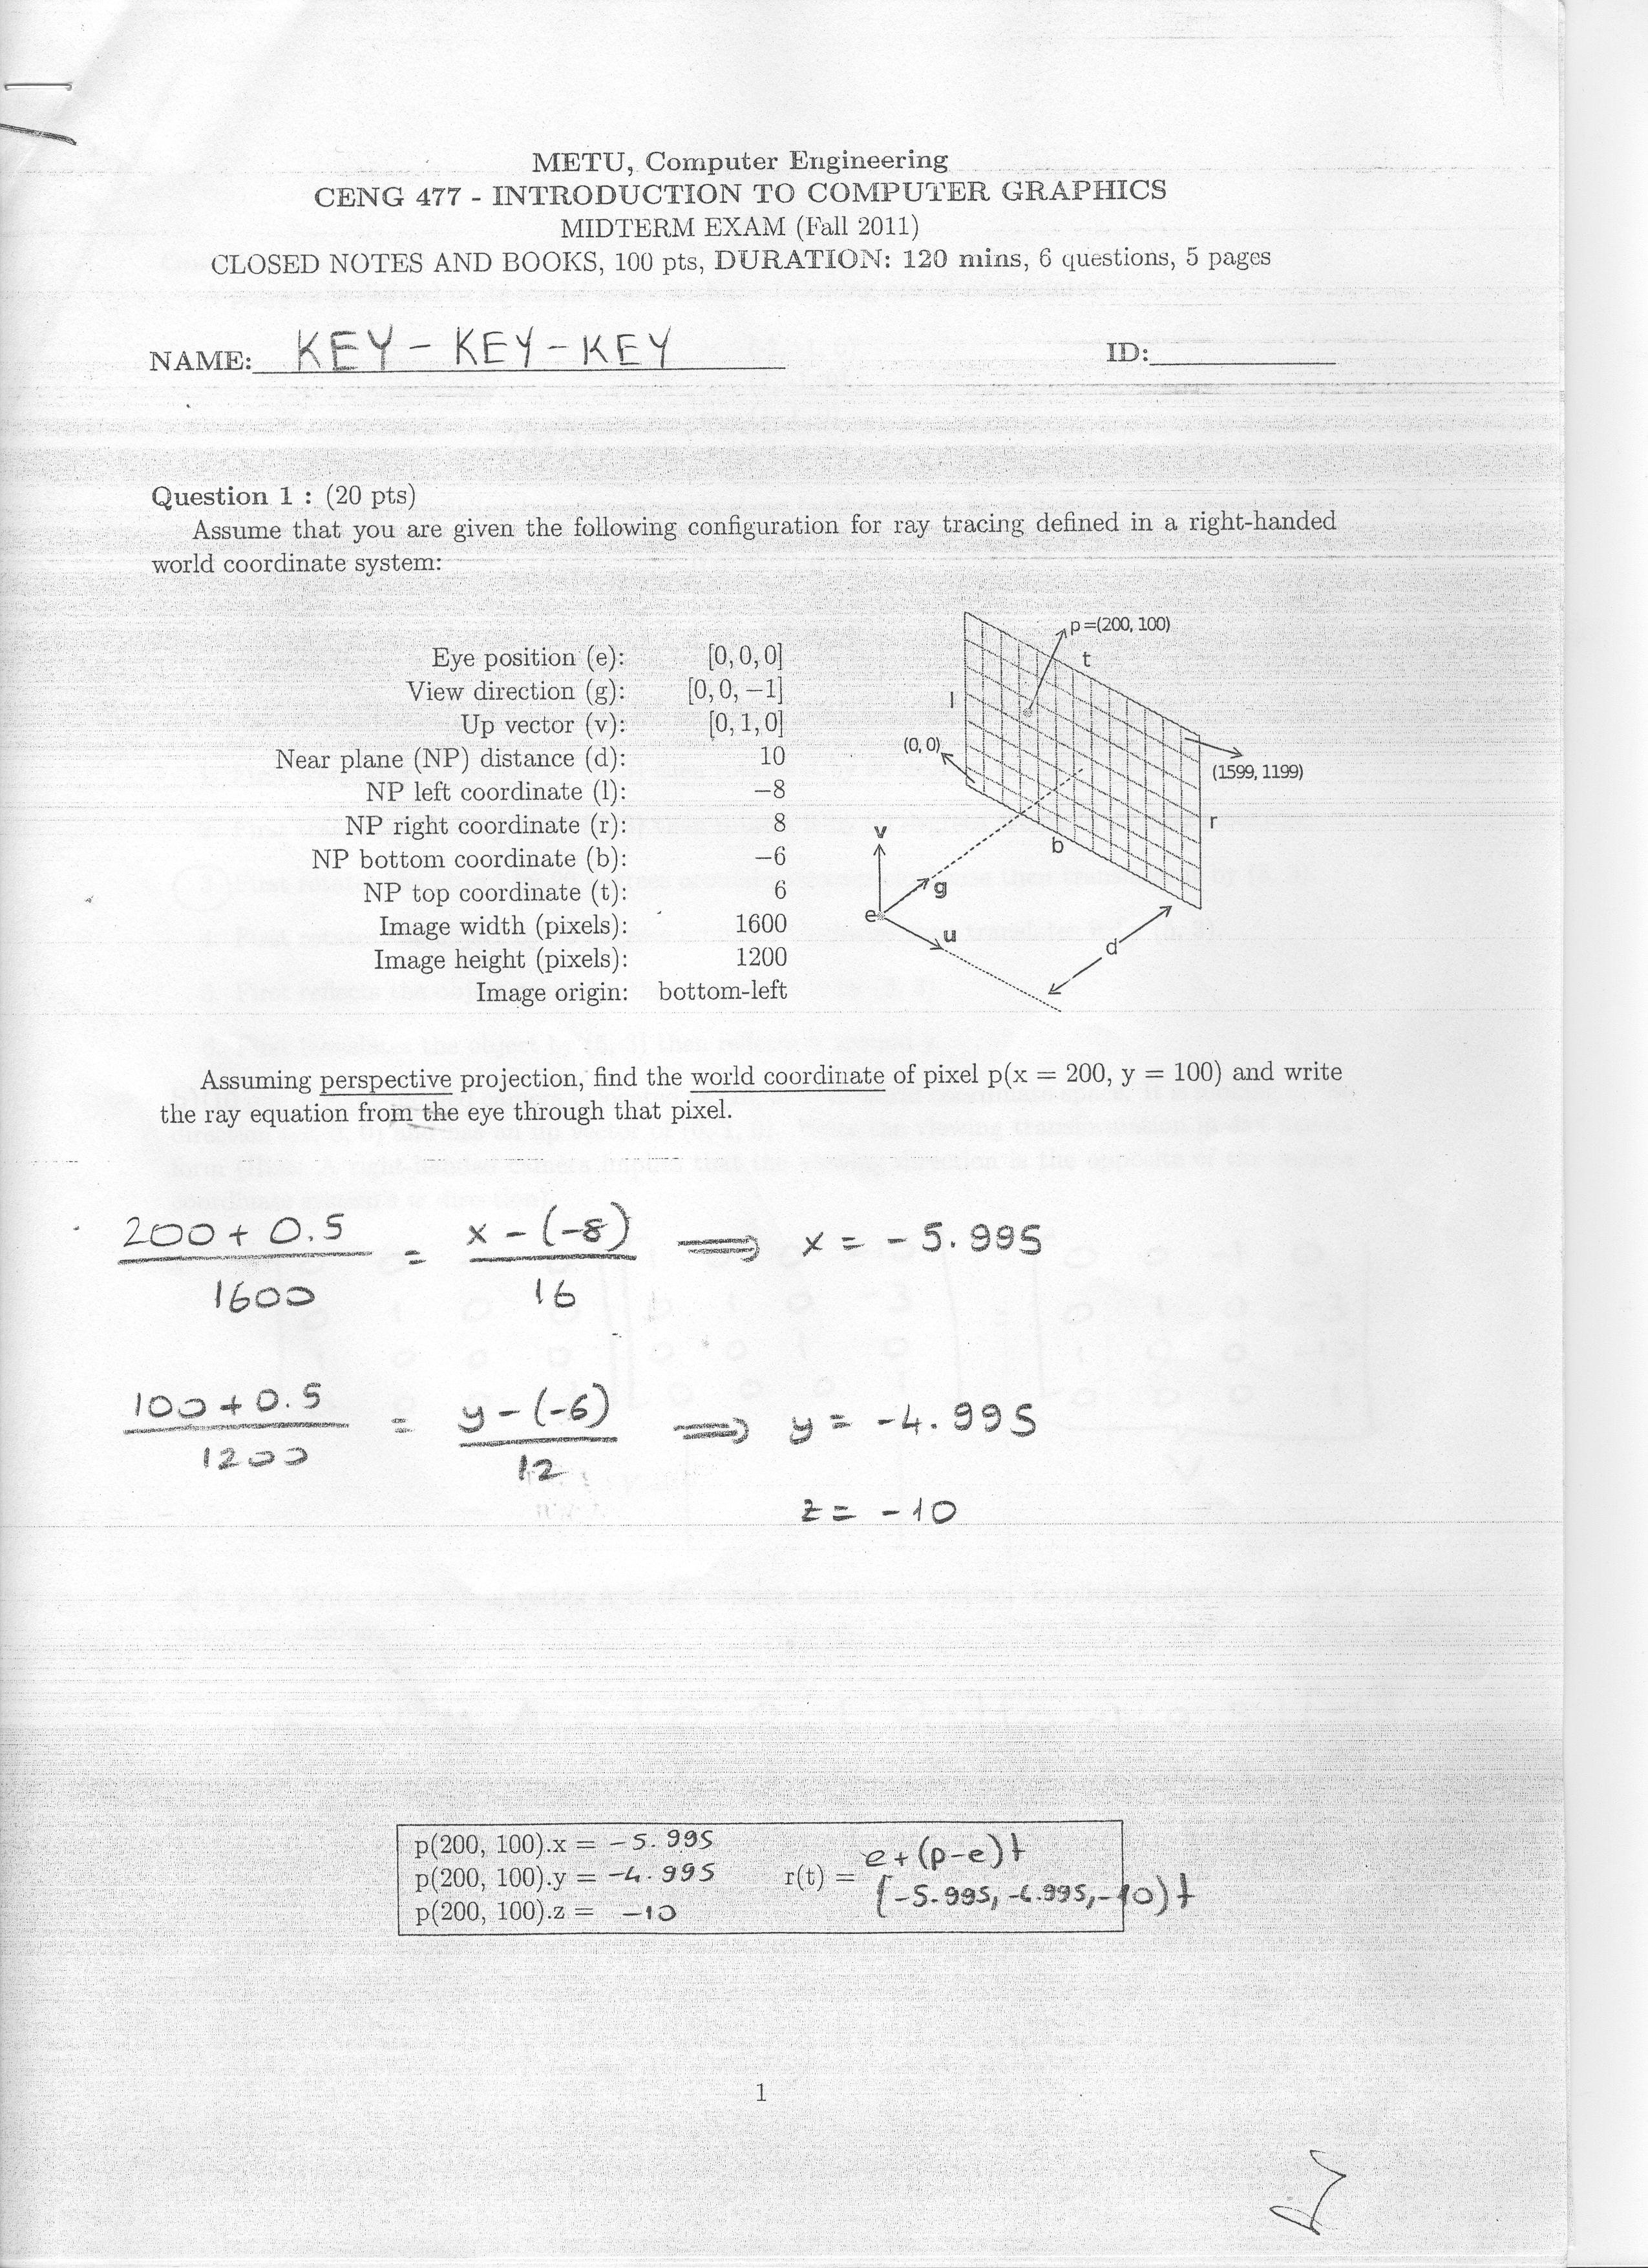 METU, Computer Engineering
CENG 477 - INTRODUCTION TO COMPUTER GRAPHICS
MIDTERM EXAM (Fall 2011)
CLOSED NOTES AND BOOKS, 100 pts, DURATION: 120 mins, 6 questions, 5 pages
NAME: KEY - KEY - KEY ID:
Question 1 : (20 pts)
Assume that you are given the following configuration for ray tracing defined in a right-handed
world coordinate system:
Eye position (e): [0, 0, 0]
View direction (g): [0, 0, −1]
Up vector (v): [0, 1, 0]
Near plane (NP) distance (d): 10
NP left coordinate (l): −8
NP right coordinate (r): 8
NP bottom coordinate (b): −6
NP top coordinate (t): 6
Image width (pixels): 1600
Image height (pixels): 1200
Image origin: bottom-left
p=(200, 100)
t
l
(0, 0)
(1599, 1199)
r
v
b
g
e
u
d
Assuming perspective projection, find the world coordinate of pixel p(x = 200, y = 100) and write
the ray equation from the eye through that pixel.
200 + 0.5 / 1600 = x - (-8) / 16 ⟹ x = - 5.995
100 + 0.5 / 1200 = y - (-6) / 12 ⟹ y = -4.995
z = - 10
p(200, 100).x = -5.995
p(200, 100).y = -4.995
p(200, 100).z = -10
r(t) = e + (p-e)t
(-5.995, -4.995, -10)t
1